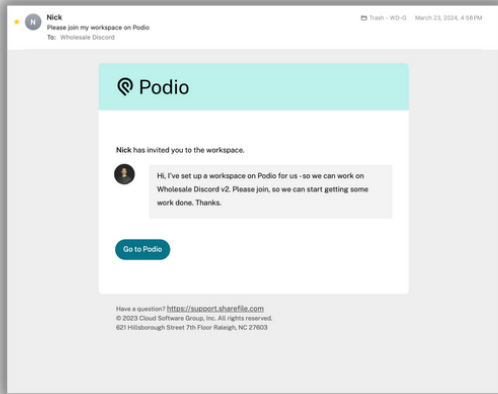 N
Nick
Trash - WD-G March 23, 2024, 4:56 PM
Please join my workspace on Podio
To: Wholesale Discord
Podio
Nick has invited you to the workspace.
Hi, I've set up a workspace on Podio for us -so we can work on
Wholesale Discord v2. Please join, so we can start getting some
work done. Thanks.
Go to Podio
Have a question? https://support.sharefile.com
© 2023 Cloud Software Group, Inc. All rights reserved.
621 Hillsborough Street 7th Floor Raleigh, NC 27603